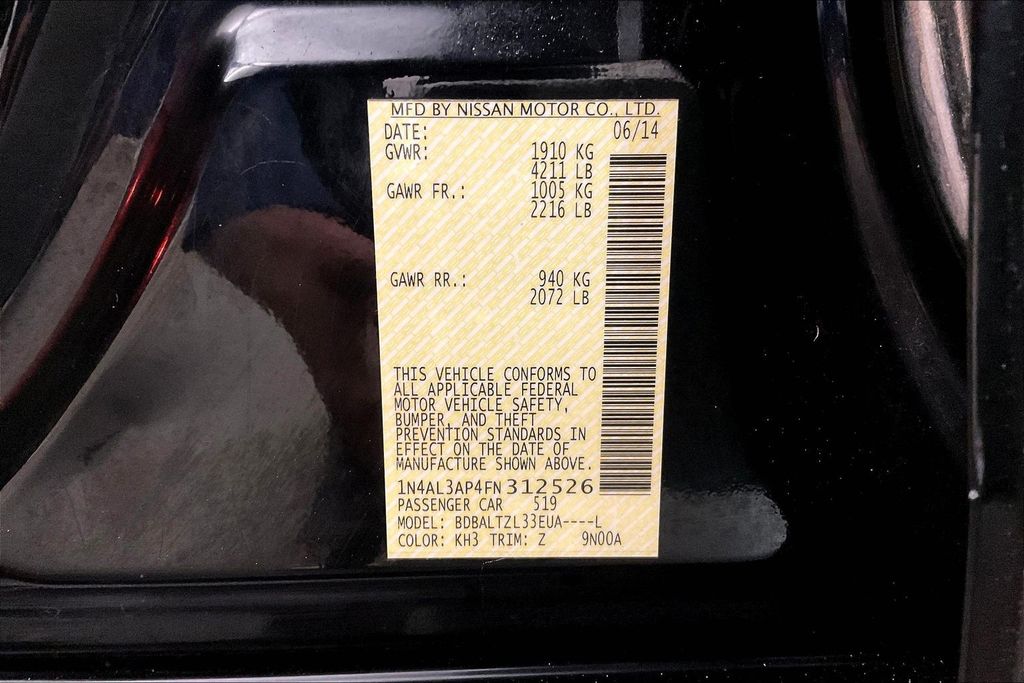 MFD BY NISSAN MOTOR CO., LTD.
DATE: 06/14
GVWR: 1910 KG
4211 LB
GAWR FR.: 1005 KG
2216 LB
GAWR RR.: 940 KG
2072 LB
THIS VEHICLE CONFORMS TO
ALL APPLICABLE FEDERAL
MOTOR VEHICLE SAFETY,
BUMPER, AND THEFT
PREVENTION STANDARDS IN
EFFECT ON THE DATE OF
MANUFACTURE SHOWN ABOVE.
1N4AL3AP4FN312526
PASSENGER CAR 519
MODEL: BDBALTZL33EUA----L
COLOR: KH3 TRIM: Z 9N00A